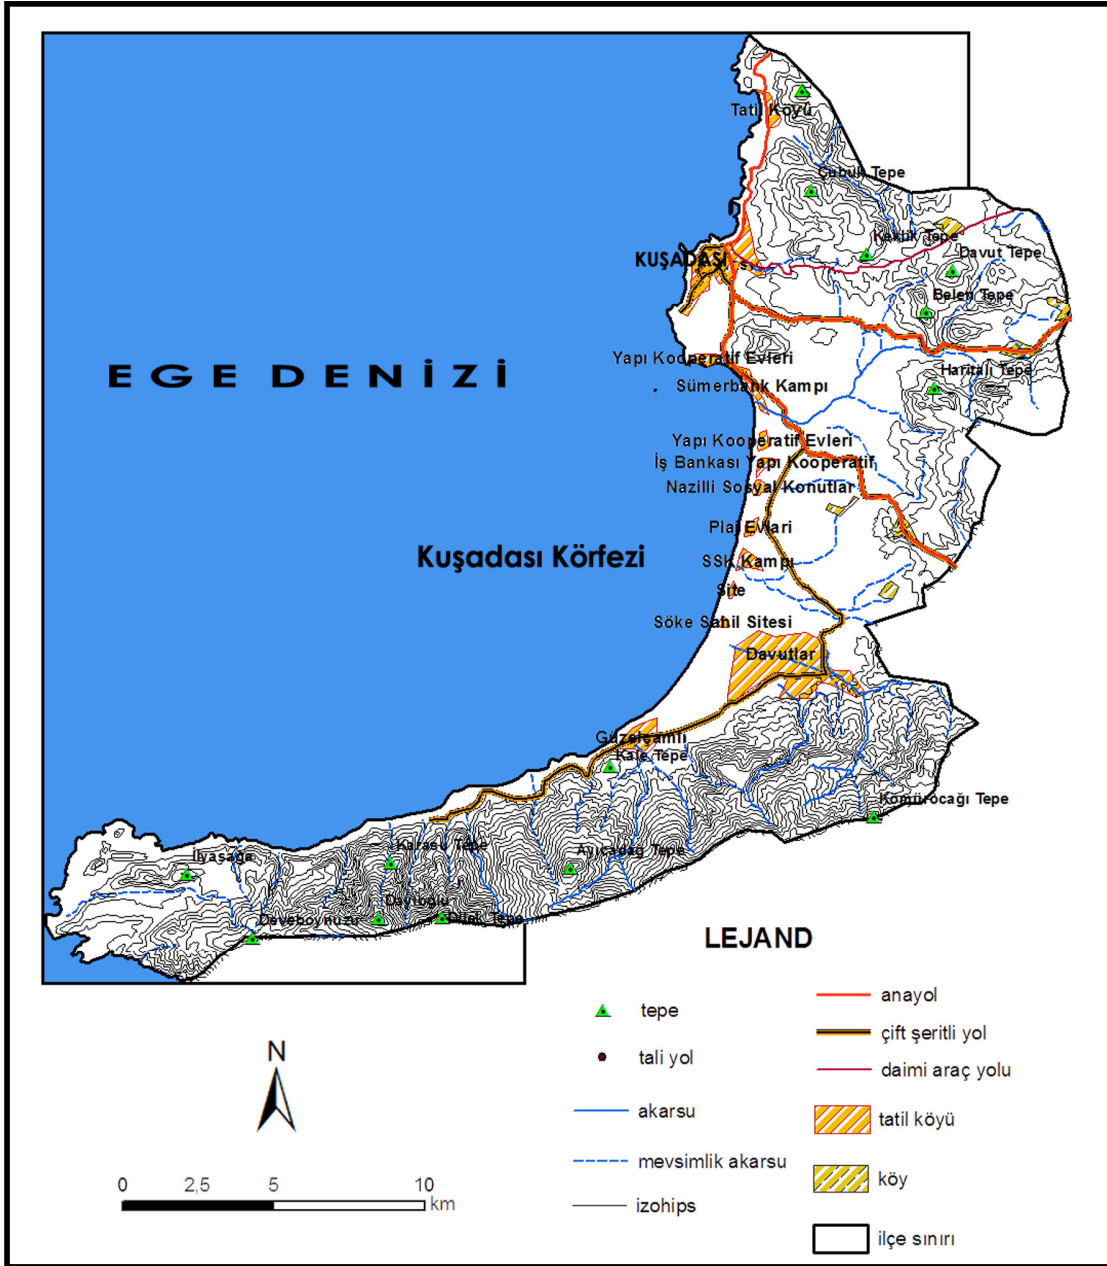 Tatil Köyü
Çubuk Tepe
Keklik Tepe
KUŞADASI
Davut Tepe
Belen Tepe
Yapı Kooperatif Evleri
EGE DENİZİ
Haritalı Tepe
Sümerbank Kampı
Yapı Kooperatif Evleri
İş Bankası Yapı Kooperatif
Nazilli Sosyal Konutlar
Plaj Evlari
Kuşadası Körfezi
SSK Kampı
Site
Söke Sahil Sitesi
Davutlar
Güzelçamlı
Kale Tepe
Kömürocağı Tepe
Karasu Tepe
Ayıcadağ Tepe
İlyasağa
Dayıoğlu
Deveboynuzu
Dilek Tepe
LEJAND
tepe
tali yol
akarsu
mevsimlik akarsu
izohips
anayol
çift şeritli yol
daimi araç yolu
tatil köyü
köy
ilçe sınırı
N
0 2,5 5 10
km